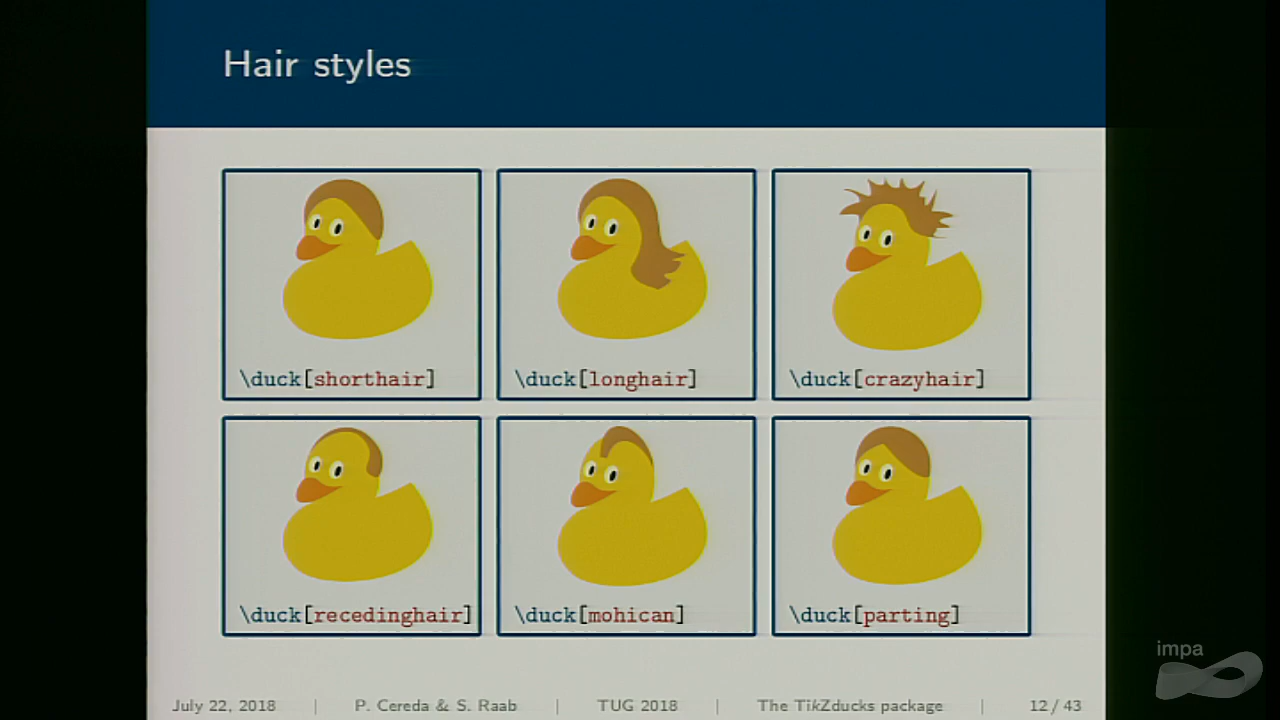 Hair styles
\duck[shorthair]
\duck[longhair]
\duck[crazyhair]
\duck[recedinghair]
\duck[mohican]
\duck[parting]
impa
July 22, 2018 | P. Cereda & S. Raab | TUG 2018 | The TikZducks package | 12 / 43